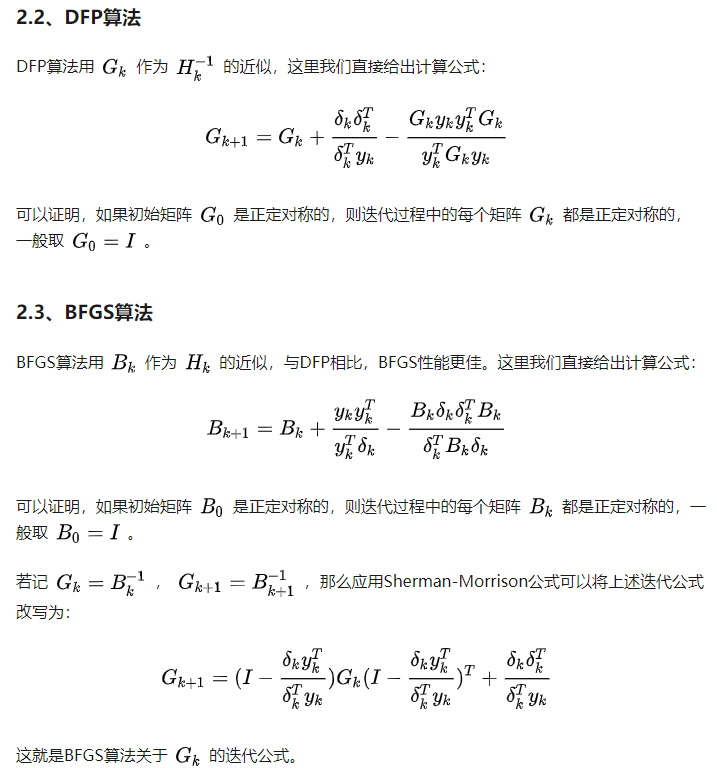 2.2、DFP算法
DFP算法用 $G_k$ 作为 $H_k^{-1}$ 的近似，这里我们直接给出计算公式：
$G_{k+1} = G_k + \frac{\delta_k \delta_k^T}{\delta_k^T y_k} - \frac{G_k y_k y_k^T G_k}{y_k^T G_k y_k}$
可以证明，如果初始矩阵 $G_0$ 是正定对称的，则迭代过程中的每个矩阵 $G_k$ 都是正定对称的，
一般取 $G_0 = I$ 。
2.3、BFGS算法
BFGS算法用 $B_k$ 作为 $H_k$ 的近似，与DFP相比，BFGS性能更佳。这里我们直接给出计算公式：
$B_{k+1} = B_k + \frac{y_k y_k^T}{y_k^T \delta_k} - \frac{B_k \delta_k \delta_k^T B_k}{\delta_k^T B_k \delta_k}$
可以证明，如果初始矩阵 $B_0$ 是正定对称的，则迭代过程中的每个矩阵 $B_k$ 都是正定对称的，一
般取 $B_0 = I$ 。
若记 $G_k = B_k^{-1}$ ， $G_{k+1} = B_{k+1}^{-1}$ ，那么应用Sherman-Morrison公式可以将上述迭代公式
改写为：
$G_{k+1} = (I - \frac{\delta_k y_k^T}{\delta_k^T y_k}) G_k (I - \frac{\delta_k y_k^T}{\delta_k^T y_k})^T + \frac{\delta_k \delta_k^T}{\delta_k^T y_k}$
这就是BFGS算法关于 $G_k$ 的迭代公式。